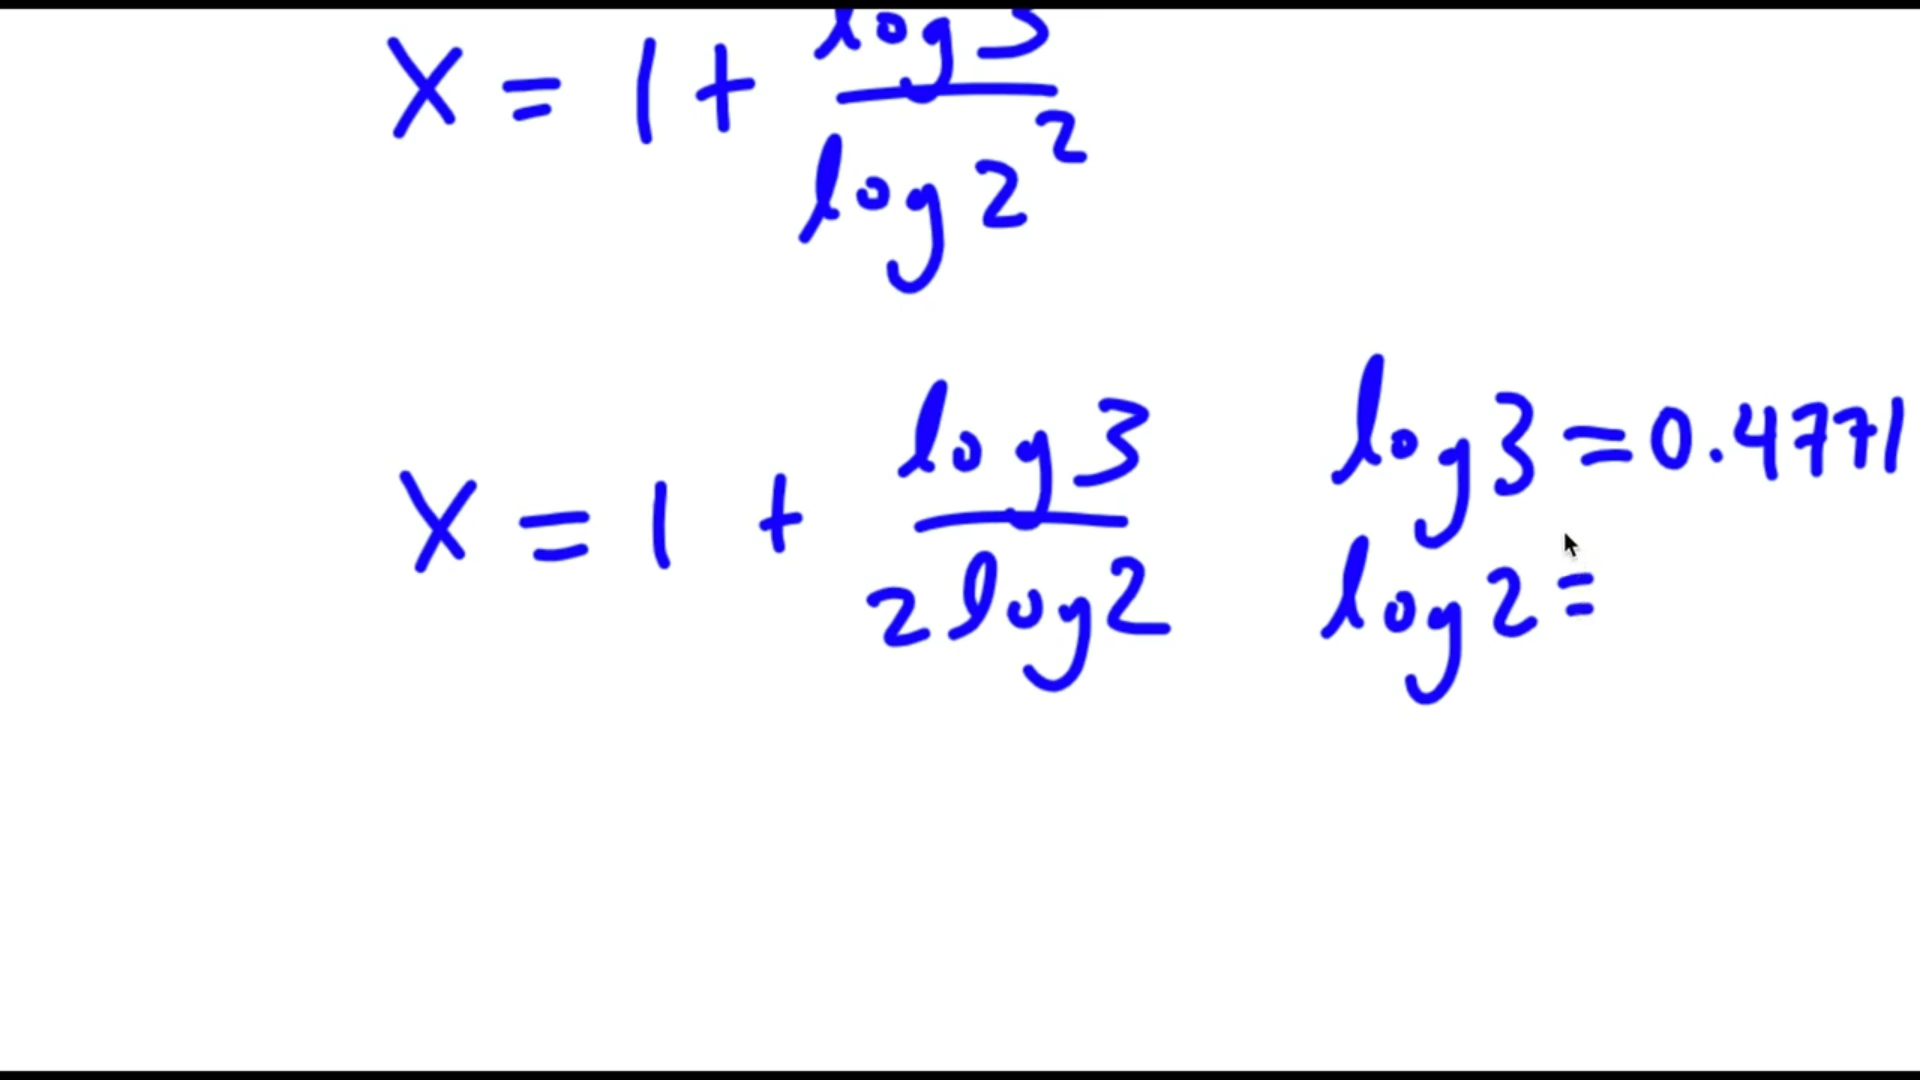 X = 1 + log 3 / log 2²
X = 1 + log 3 / 2 log 2
log 3 = 0.4771
log 2 =